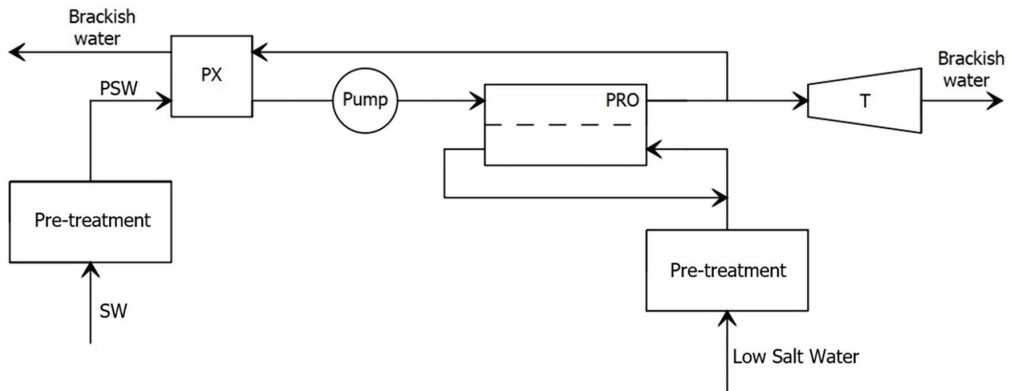 Brackish
water
PX
PSW
Pump
PRO
T
Brackish
water
Pre-treatment
SW
Pre-treatment
Low Salt Water